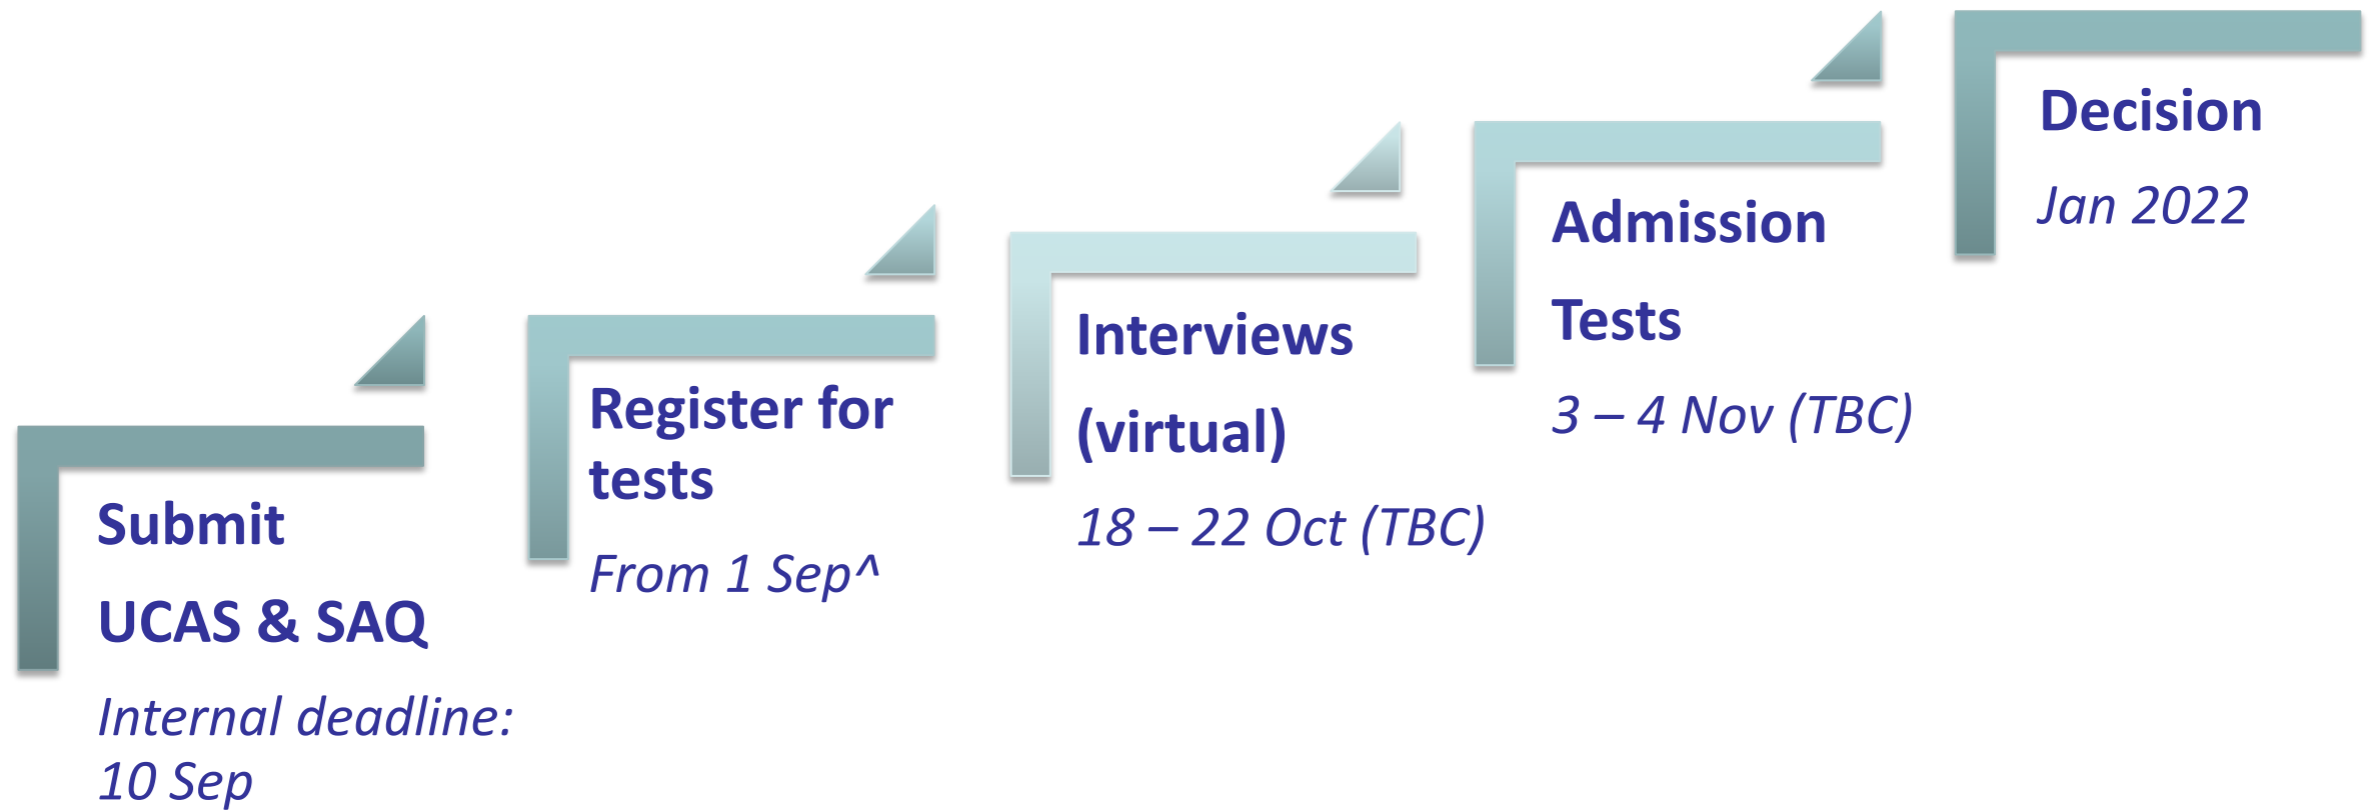 Submit
UCAS & SAQ
Internal deadline:
10 Sep
Register for
tests
From 1 Sep^
Interviews
(virtual)
18 – 22 Oct (TBC)
Admission
Tests
3 – 4 Nov (TBC)
Decision
Jan 2022